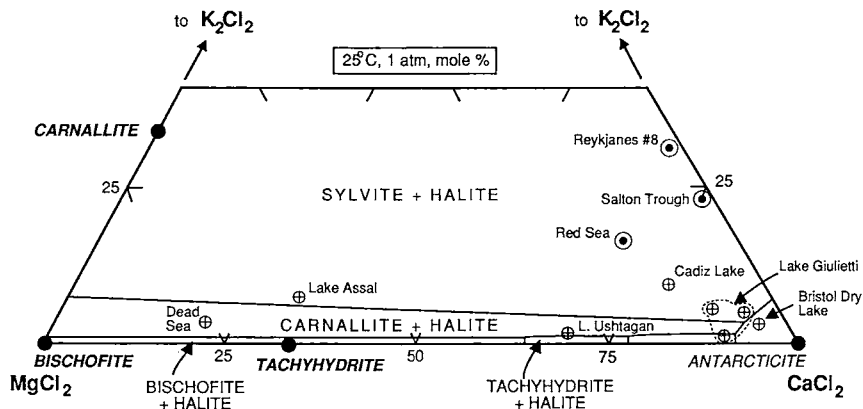 to K₂Cl₂
to K₂Cl₂
25°C, 1 atm, mole %
CARNALLITE
Reykjanes #8
25
25
SYLVITE + HALITE
Salton Trough
Red Sea
Cadiz Lake
Lake Giulietti
Lake Assal
Bristol Dry
Lake
Dead
Sea
CARNALLITE + HALITE
L. Ushtagan
BISCHOFITE
25
TACHYHYDRITE
50
75
ANTARCTICITE
MgCl₂
BISCHOFITE
+ HALITE
TACHYHYDRITE
+ HALITE
CaCl₂